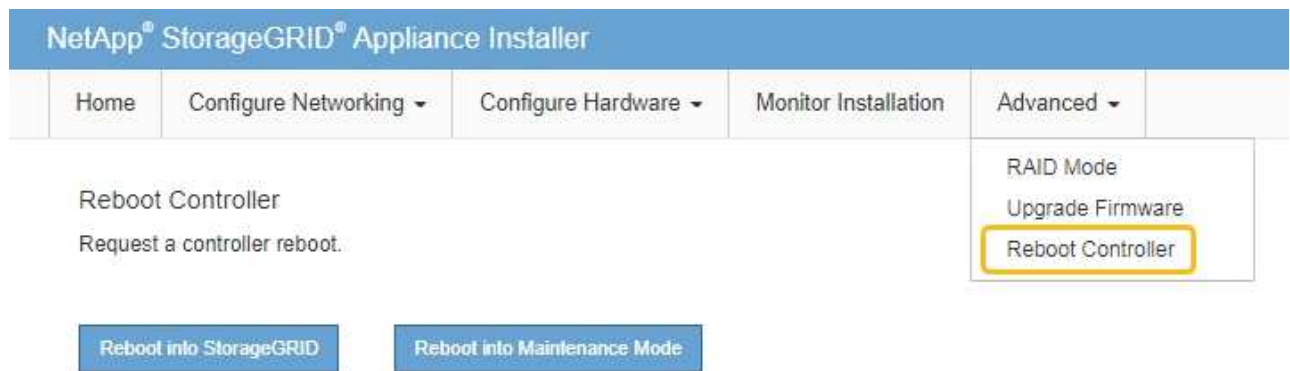 NetApp® StorageGRID® Appliance Installer
Home Configure Networking Configure Hardware Monitor Installation Advanced
RAID Mode
Upgrade Firmware
Reboot Controller
Reboot Controller
Request a controller reboot.
Reboot into StorageGRID Reboot into Maintenance Mode